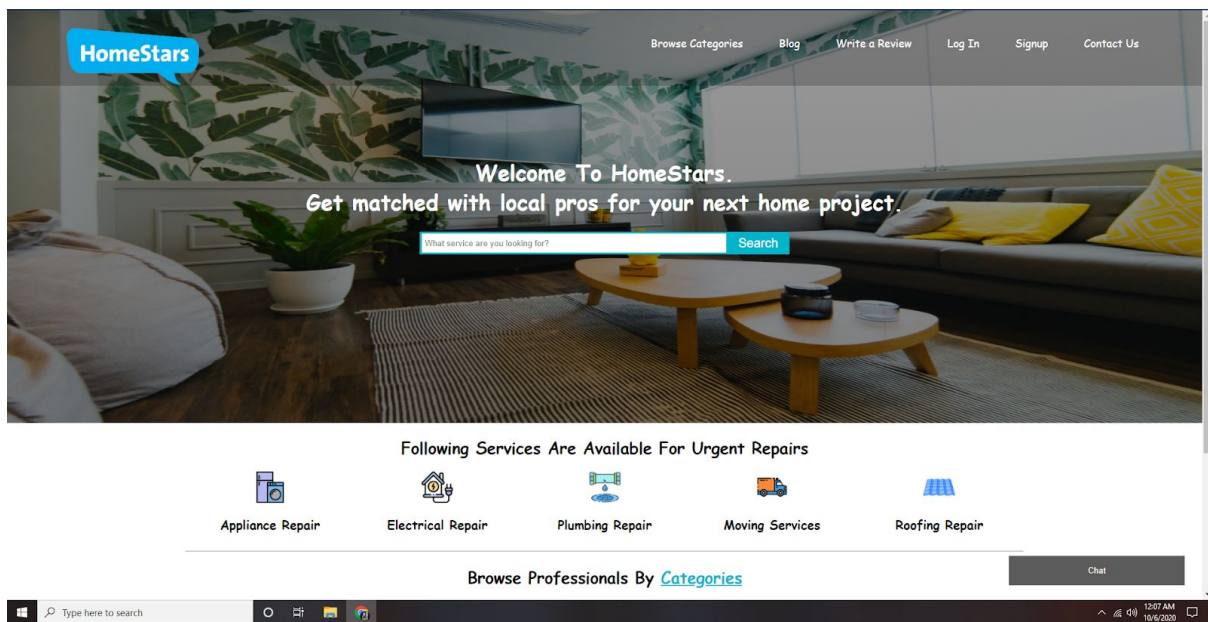 HomeStars
Browse Categories Blog Write a Review Log In Signup Contact Us
Welcome To HomeStars.
Get matched with local pros for your next home project.
What service are you looking for? Search
Following Services Are Available For Urgent Repairs
Appliance Repair Electrical Repair Plumbing Repair Moving Services Roofing Repair
Browse Professionals By Categories
Chat
Type here to search
12:07 AM
10/6/2020